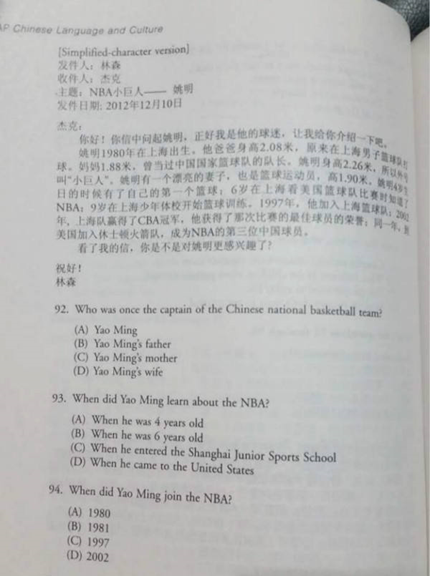 AP Chinese Language and Culture
[Simplified-character version]
发件人：林森
收件人：杰克
主题：NBA小巨人—— 姚明
发件日期：2012年12月10日
杰克：
你好！你信中问起姚明，正好我是他的球迷，让我给你介绍一下吧。
姚明1980年在上海出生。他爸爸身高2.08米，原来在上海男子篮球队打
球。妈妈1.88米，曾当过中国国家篮球队的队长。姚明身高2.26米，所以外号
叫“小巨人”。姚明有一个漂亮的妻子，也是篮球运动员，高1.90米。姚明4岁生
日的时候有了自己的第一个篮球；6岁在上海看美国篮球队比赛时知道了
NBA；9岁在上海少年体校开始篮球训练。1997年，他加入上海篮球队；2002
年，上海队赢得了CBA冠军，他获得了那次比赛的最佳球员的荣誉；同一年，
美国加入休士顿火箭队，成为NBA的第三位中国球员。
看了我的信，你是不是对姚明更感兴趣了？
祝好！
林森
92. Who was once the captain of the Chinese national basketball team?
(A) Yao Ming
(B) Yao Ming's father
(C) Yao Ming's mother
(D) Yao Ming's wife
93. When did Yao Ming learn about the NBA?
(A) When he was 4 years old
(B) When he was 6 years old
(C) When he entered the Shanghai Junior Sports School
(D) When he came to the United States
94. When did Yao Ming join the NBA?
(A) 1980
(B) 1981
(C) 1997
(D) 2002